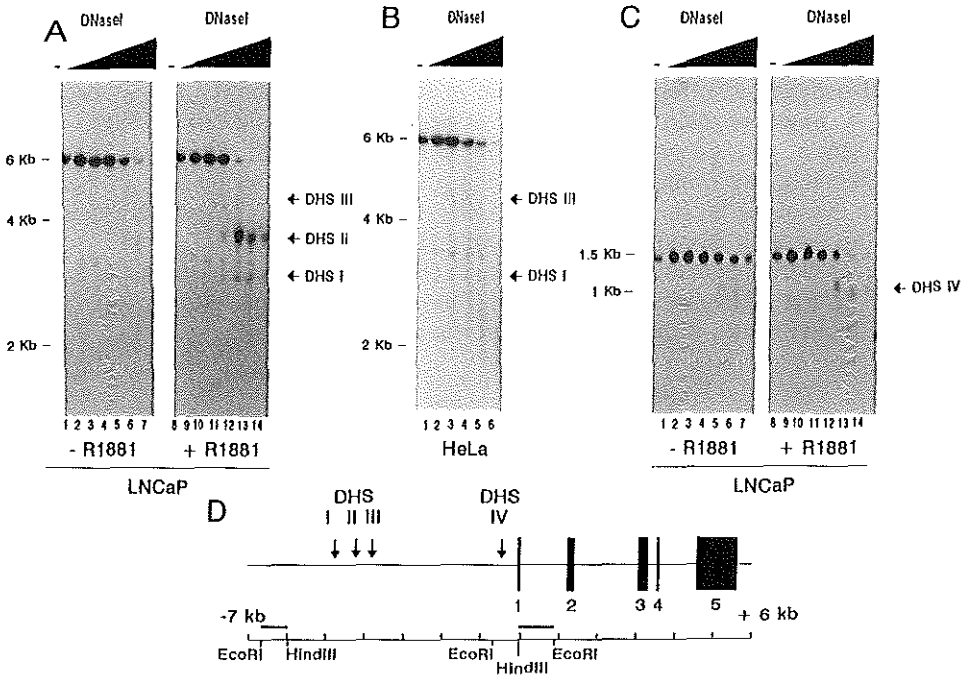 A
DNaseI
DNaseI
-
-
6 Kb
4 Kb
2 Kb
← DHS III
← DHS II
← DHS I
1 2 3 4 5 6 7
8 9 10 11 12 13 14
- R1881
+ R1881
LNCaP
B
DNaseI
-
6 Kb
4 Kb
2 Kb
← DHS III
← DHS I
1 2 3 4 5 6
HeLa
C
DNaseI
DNaseI
-
-
1.5 Kb
1 Kb
← DHS IV
1 2 3 4 5 6 7
8 9 10 11 12 13 14
- R1881
+ R1881
LNCaP
D
DHS
I II III
DHS
IV
1 2 3 4 5
-7 kb
+ 6 kb
EcoRI
HindIII
EcoRI
HindIII
EcoRI